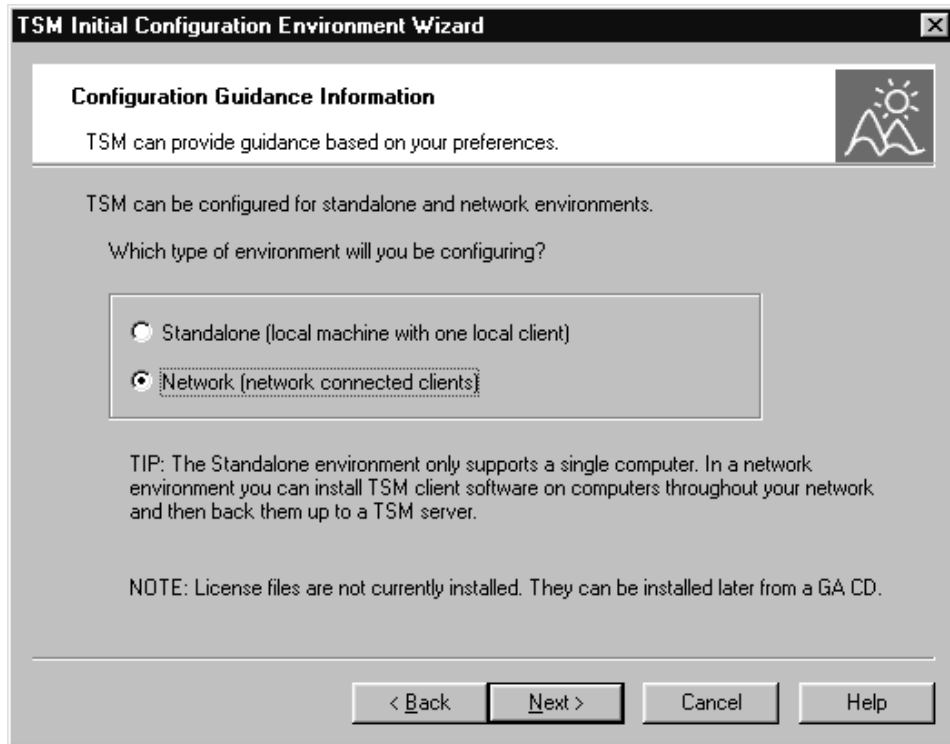 TSM Initial Configuration Environment Wizard
Configuration Guidance Information
TSM can provide guidance based on your preferences.
TSM can be configured for standalone and network environments.
Which type of environment will you be configuring?
Standalone (local machine with one local client)
Network (network connected clients)
TIP: The Standalone environment only supports a single computer. In a network
environment you can install TSM client software on computers throughout your network
and then back them up to a TSM server.
NOTE: License files are not currently installed. They can be installed later from a GA CD.
< Back Next > Cancel Help